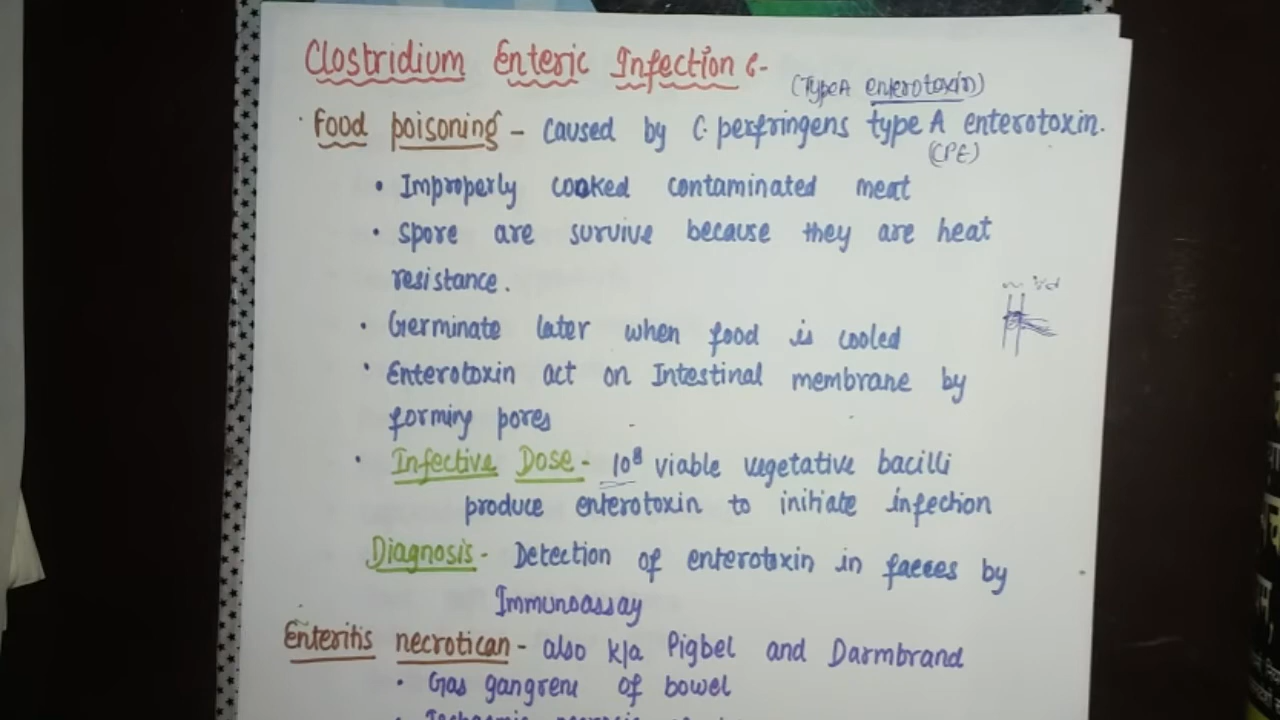 Clostridium Enteric Infection :-
(Type A enterotoxin)
Food poisoning - caused by C. perfringens type A enterotoxin.
(CPE)
• Improperly cooked contaminated meat
• Spore are survive because they are heat
resistance.
• Germinate later when food is cooled
• Enterotoxin act on Intestinal membrane by
forming pores
• Infective Dose - 10⁸ viable vegetative bacilli
produce enterotoxin to initiate infection
Diagnosis - Detection of enterotoxin in faeces by
Immunoassay
Enteritis necrotican - also k/a Pigbel and Darmbrand
• Gas gangrene of bowel